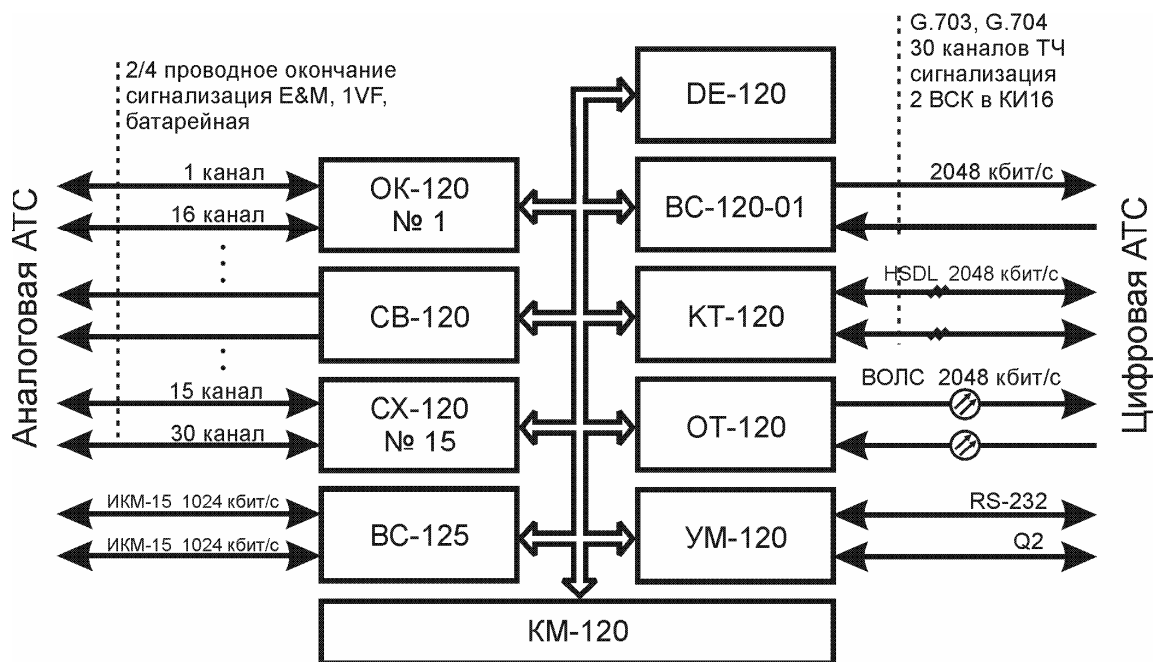 G.703, G.704
30 каналов ТЧ
сигнализация
2 ВСК в КИ16
2/4 проводное окончание
сигнализация E&M, 1VF,
батарейная
DE-120
1 канал
16 канал
ОК-120
№ 1
ВС-120-01
2048 кбит/с
СВ-120
КТ-120
HSDL 2048 кбит/с
15 канал
30 канал
СХ-120
№ 15
ОТ-120
ВОЛС 2048 кбит/с
ИКМ-15 1024 кбит/с
ИКМ-15 1024 кбит/с
ВС-125
УМ-120
RS-232
Q2
КМ-120
Аналоговая АТС
Цифровая АТС